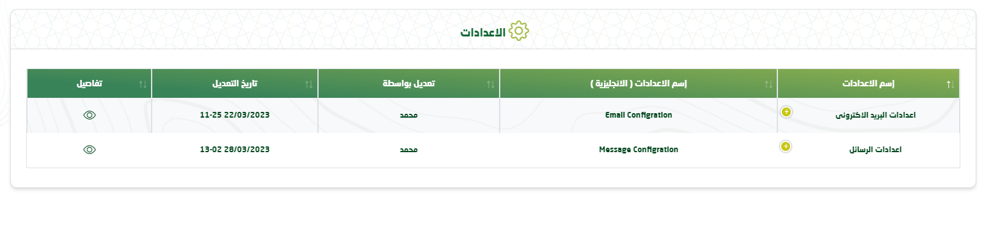 الاعدادات
إسم الاعدادات إسم الاعدادات ( الانجليزية ) تعديل بواسطة تاريخ التعديل تفاصيل
اعدادات البريد الاكترونى Email Configration محمد 22/03/2023 11-25
اعدادات الرسائل Message Configration محمد 28/03/2023 13-02